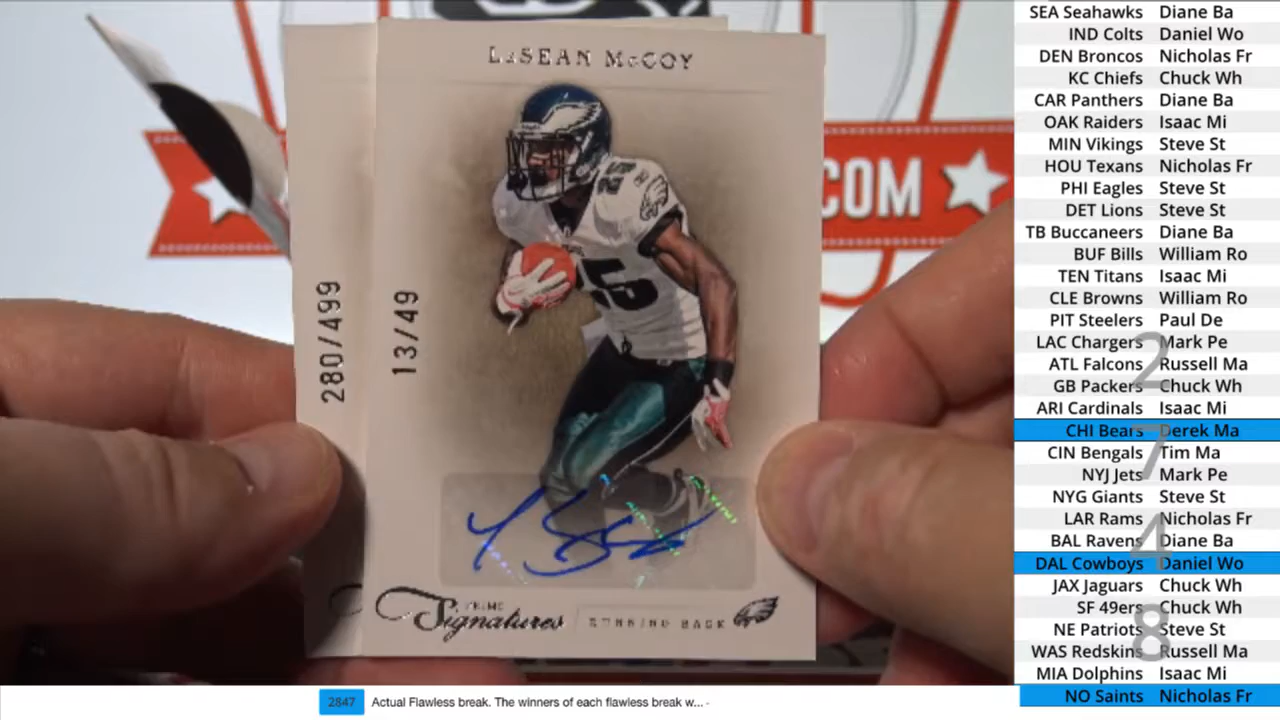 LeSEAN McCOY
280/499
13/49
25
PRIME
Signatures
RUNNING BACK
.COM
SEA Seahawks Diane Ba
IND Colts Daniel Wo
DEN Broncos Nicholas Fr
KC Chiefs Chuck Wh
CAR Panthers Diane Ba
OAK Raiders Isaac Mi
MIN Vikings Steve St
HOU Texans Nicholas Fr
PHI Eagles Steve St
DET Lions Steve St
TB Buccaneers Diane Ba
BUF Bills William Ro
TEN Titans Isaac Mi
CLE Browns William Ro
PIT Steelers Paul De
LAC Chargers Mark Pe
ATL Falcons Russell Ma
GB Packers Chuck Wh
ARI Cardinals Isaac Mi
CHI Bears Derek Ma
CIN Bengals Tim Ma
NYJ Jets Mark Pe
NYG Giants Steve St
LAR Rams Nicholas Fr
BAL Ravens Diane Ba
DAL Cowboys Daniel Wo
JAX Jaguars Chuck Wh
SF 49ers Chuck Wh
NE Patriots Steve St
WAS Redskins Russell Ma
MIA Dolphins Isaac Mi
NO Saints Nicholas Fr
2
7
4
8
2847 Actual Flawless break. The winners of each flawless break w... -